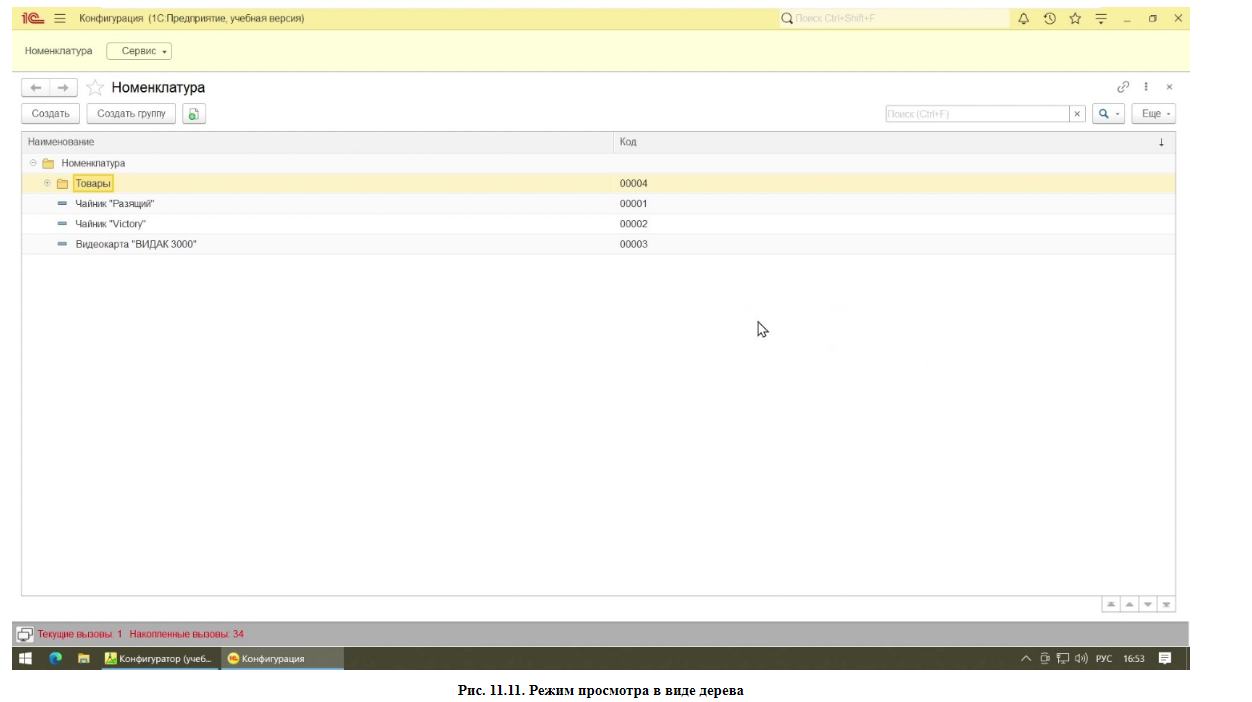 1С Конфигурация (1С:Предприятие, учебная версия) Поиск Ctrl+Shift+F
Номенклатура Сервис
Номенклатура
Создать Создать группу Поиск (Ctrl+F) Еще
Наименование Код
Номенклатура
Товары 00004
Чайник "Разящий" 00001
Чайник "Victory" 00002
Видеокарта "ВИДАК 3000" 00003
Текущие вызовы: 1 Накопленные вызовы: 34
Конфигуратор (учеб... Конфигурация РУС 16:53
Рис. 11.11. Режим просмотра в виде дерева